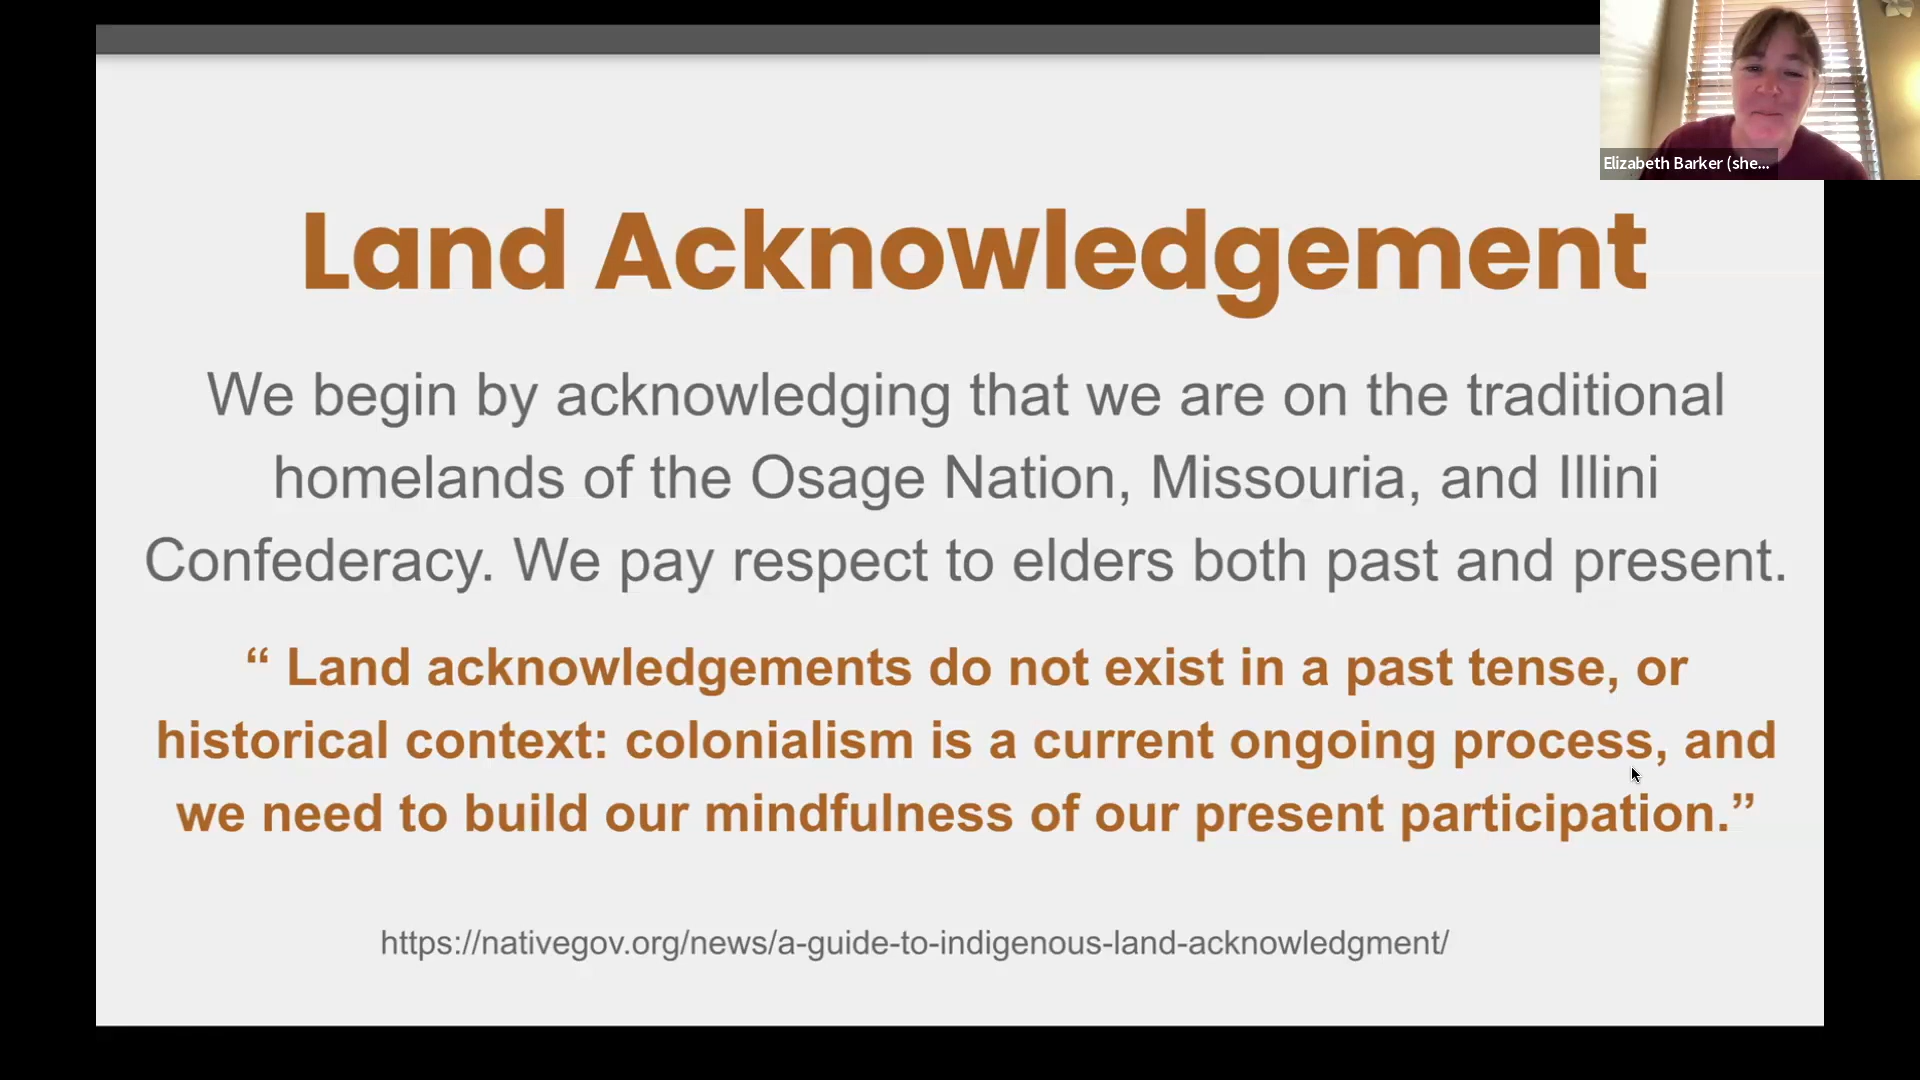 Elizabeth Barker (she...
Land Acknowledgement
We begin by acknowledging that we are on the traditional
homelands of the Osage Nation, Missouria, and Illini
Confederacy. We pay respect to elders both past and present.
“ Land acknowledgements do not exist in a past tense, or
historical context: colonialism is a current ongoing process, and
we need to build our mindfulness of our present participation.”
https://nativegov.org/news/a-guide-to-indigenous-land-acknowledgment/